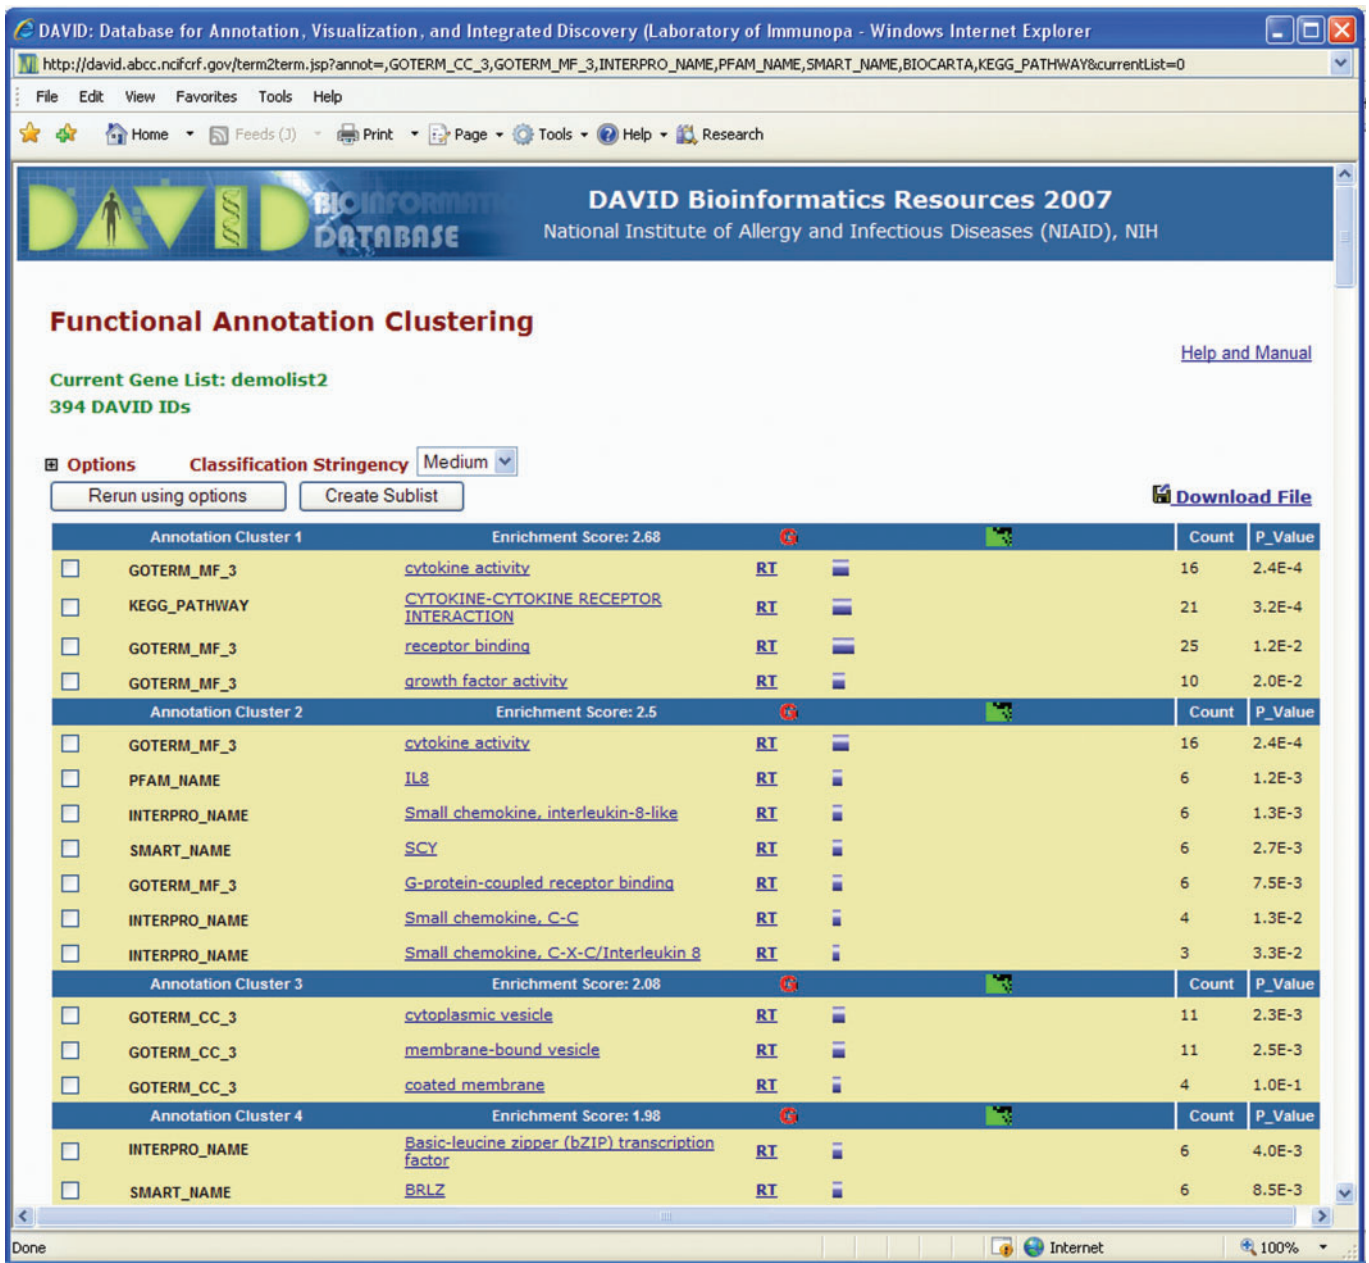 DAVID: Database for Annotation, Visualization, and Integrated Discovery (Laboratory of Immunopa - Windows Internet Explorer
http://david.abcc.ncifcrf.gov/term2term.jsp?annot=,GOTERM_CC_3,GOTERM_MF_3,INTERPRO_NAME,PFAM_NAME,SMART_NAME,BIOCARTA,KEGG_PATHWAY&currentList=0
File Edit View Favorites Tools Help
Home Feeds (J) Print Page Tools Help Research
DAVID BIOINFORMATI DATABASE
DAVID Bioinformatics Resources 2007
National Institute of Allergy and Infectious Diseases (NIAID), NIH
Functional Annotation Clustering
Help and Manual
Current Gene List: demolist2
394 DAVID IDs
Options Classification Stringency Medium
Rerun using options Create Sublist Download File
Annotation Cluster 1 Enrichment Score: 2.68 G Count P_Value
GOTERM_MF_3 cytokine activity RT 16 2.4E-4
KEGG_PATHWAY CYTOKINE-CYTOKINE RECEPTOR INTERACTION RT 21 3.2E-4
GOTERM_MF_3 receptor binding RT 25 1.2E-2
GOTERM_MF_3 growth factor activity RT 10 2.0E-2
Annotation Cluster 2 Enrichment Score: 2.5 G Count P_Value
GOTERM_MF_3 cytokine activity RT 16 2.4E-4
PFAM_NAME IL8 RT 6 1.2E-3
INTERPRO_NAME Small chemokine, interleukin-8-like RT 6 1.3E-3
SMART_NAME SCY RT 6 2.7E-3
GOTERM_MF_3 G-protein-coupled receptor binding RT 6 7.5E-3
INTERPRO_NAME Small chemokine, C-C RT 4 1.3E-2
INTERPRO_NAME Small chemokine, C-X-C/Interleukin 8 RT 3 3.3E-2
Annotation Cluster 3 Enrichment Score: 2.08 G Count P_Value
GOTERM_CC_3 cytoplasmic vesicle RT 11 2.3E-3
GOTERM_CC_3 membrane-bound vesicle RT 11 2.5E-3
GOTERM_CC_3 coated membrane RT 4 1.0E-1
Annotation Cluster 4 Enrichment Score: 1.98 G Count P_Value
INTERPRO_NAME Basic-leucine zipper (bZIP) transcription factor RT 6 4.0E-3
SMART_NAME BRLZ RT 6 8.5E-3
Done Internet 100%